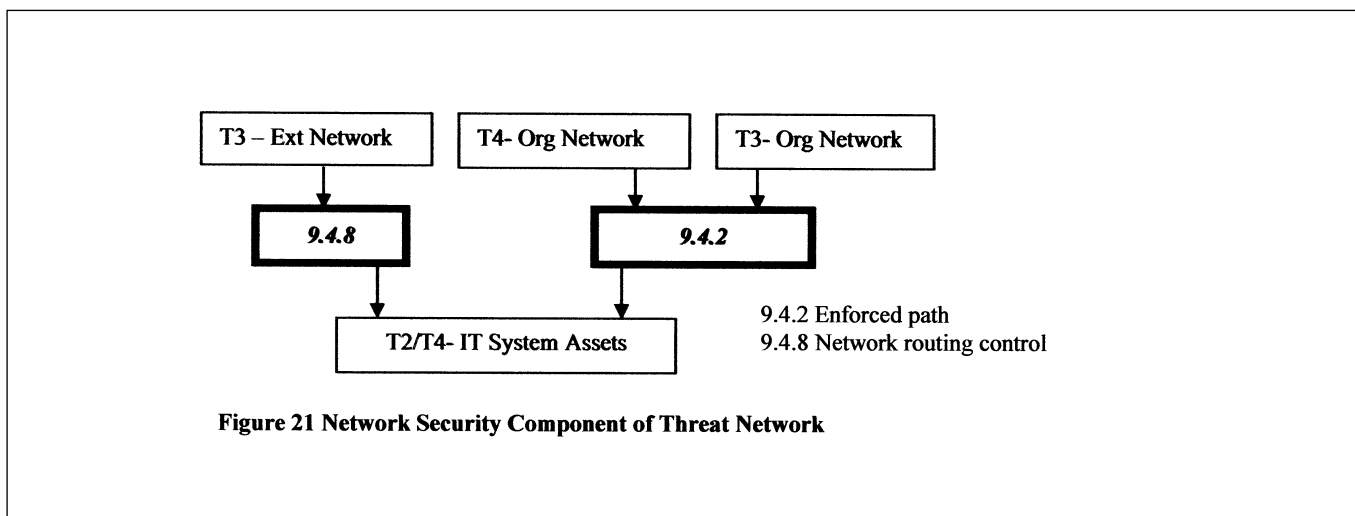 T3 – Ext Network
T4- Org Network
T3- Org Network
9.4.8
9.4.2
T2/T4- IT System Assets
9.4.2 Enforced path
9.4.8 Network routing control
Figure 21 Network Security Component of Threat Network